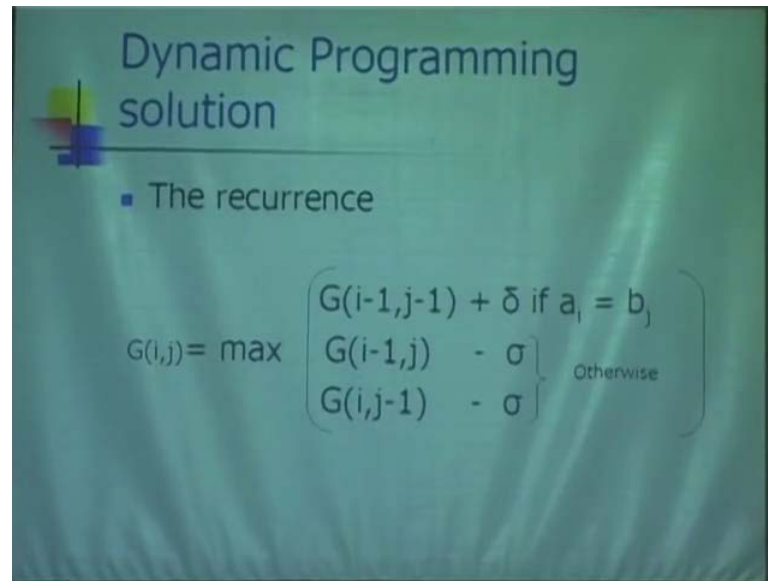 Dynamic Programming
solution
The recurrence
G(i-1,j-1) + δ if aᵢ = bⱼ
G(i,j)= max G(i-1,j) - σ
Otherwise
G(i,j-1) - σ